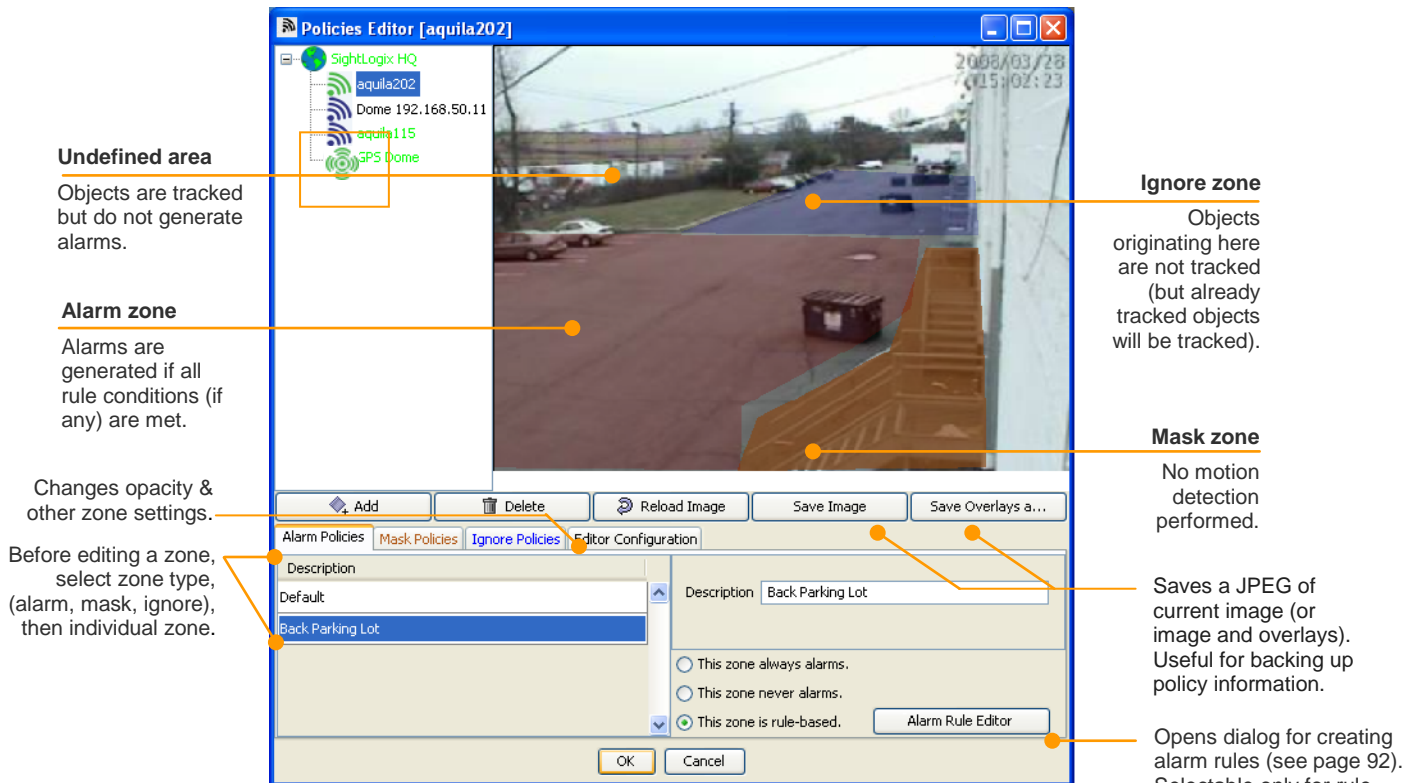 Policies Editor [aquila202]
SightLogix HQ
aquila202
Dome 192.168.50.11
aquila115
GPS Dome
2008/03/28
15:02:23
Undefined area
Objects are tracked
but do not generate
alarms.
Alarm zone
Alarms are
generated if all
rule conditions (if
any) are met.
Changes opacity &
other zone settings.
Before editing a zone,
select zone type,
(alarm, mask, ignore),
then individual zone.
Ignore zone
Objects
originating here
are not tracked
(but already
tracked objects
will be tracked).
Mask zone
No motion
detection
performed.
Saves a JPEG of
current image (or
image and overlays).
Useful for backing up
policy information.
Opens dialog for creating
alarm rules (see page 92).
Selectable only for rule
Add
Delete
Reload Image
Save Image
Save Overlays a...
Alarm Policies
Mask Policies
Ignore Policies
Editor Configuration
Description
Default
Back Parking Lot
Description Back Parking Lot
This zone always alarms.
This zone never alarms.
This zone is rule-based.
Alarm Rule Editor
OK
Cancel